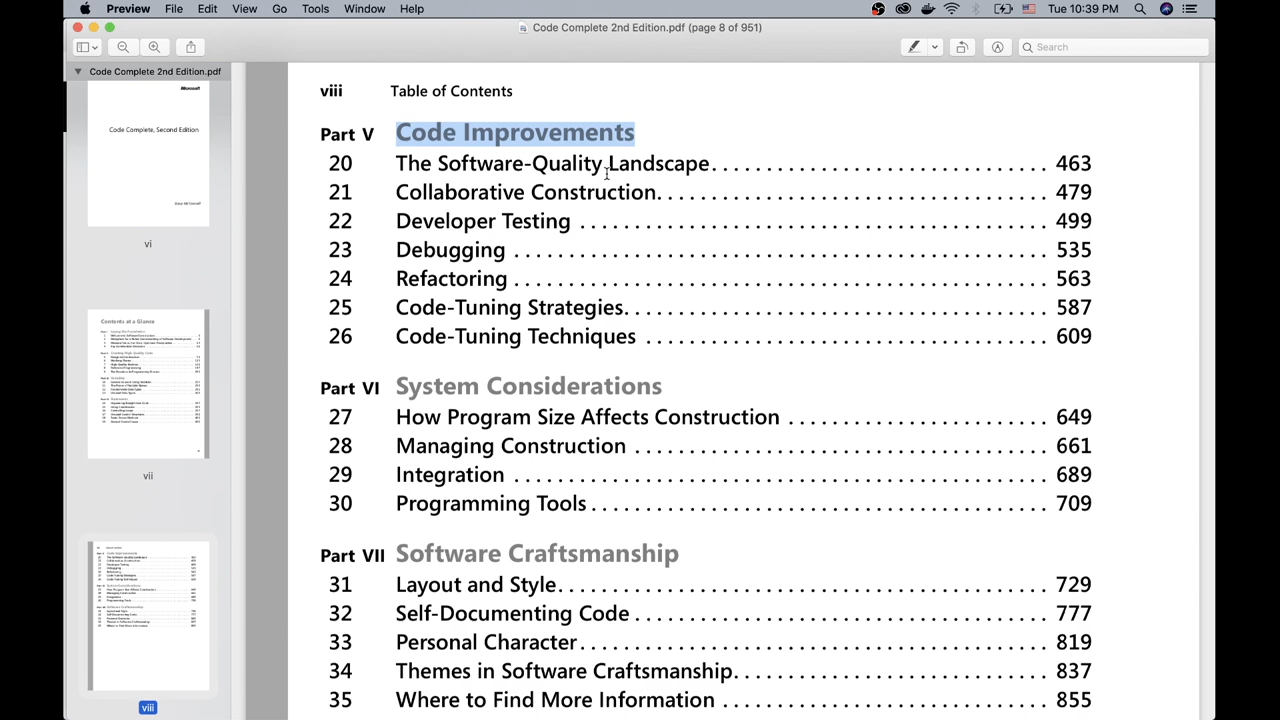 Preview File Edit View Go Tools Window Help Tue 10:39 PM
Code Complete 2nd Edition.pdf (page 8 of 951)
Search
Code Complete 2nd Edition.pdf
Microsoft
Code Complete, Second Edition
vi
Contents at a Glance
vii
viii
viii Table of Contents
Part V Code Improvements
20 The Software-Quality Landscape. . . . . . . . . . . . . . . . . . . . . . . . . . . . . 463
21 Collaborative Construction. . . . . . . . . . . . . . . . . . . . . . . . . . . . . . . . . 479
22 Developer Testing . . . . . . . . . . . . . . . . . . . . . . . . . . . . . . . . . . . . . . . 499
23 Debugging . . . . . . . . . . . . . . . . . . . . . . . . . . . . . . . . . . . . . . . . . . . . . 535
24 Refactoring . . . . . . . . . . . . . . . . . . . . . . . . . . . . . . . . . . . . . . . . . . . . . 563
25 Code-Tuning Strategies. . . . . . . . . . . . . . . . . . . . . . . . . . . . . . . . . . . . 587
26 Code-Tuning Techniques . . . . . . . . . . . . . . . . . . . . . . . . . . . . . . . . . . 609
Part VI System Considerations
27 How Program Size Affects Construction . . . . . . . . . . . . . . . . . . . . . . 649
28 Managing Construction . . . . . . . . . . . . . . . . . . . . . . . . . . . . . . . . . . . 661
29 Integration . . . . . . . . . . . . . . . . . . . . . . . . . . . . . . . . . . . . . . . . . . . . . 689
30 Programming Tools . . . . . . . . . . . . . . . . . . . . . . . . . . . . . . . . . . . . . . . 709
Part VII Software Craftsmanship
31 Layout and Style. . . . . . . . . . . . . . . . . . . . . . . . . . . . . . . . . . . . . . . . . . 729
32 Self-Documenting Code . . . . . . . . . . . . . . . . . . . . . . . . . . . . . . . . . . . 777
33 Personal Character . . . . . . . . . . . . . . . . . . . . . . . . . . . . . . . . . . . . . . . . 819
34 Themes in Software Craftsmanship. . . . . . . . . . . . . . . . . . . . . . . . . . . 837
35 Where to Find More Information . . . . . . . . . . . . . . . . . . . . . . . . . . . . 855